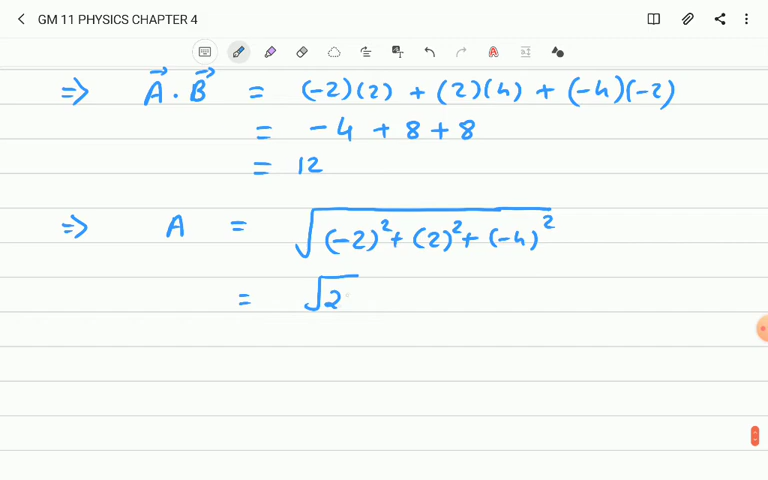 GM 11 PHYSICS CHAPTER 4
=> A⃗ . B⃗ = (-2)(2) + (2)(4) + (-4)(-2)
= -4 + 8 + 8
= 12
=> A = √((-2)² + (2)² + (-4)²)
= √2